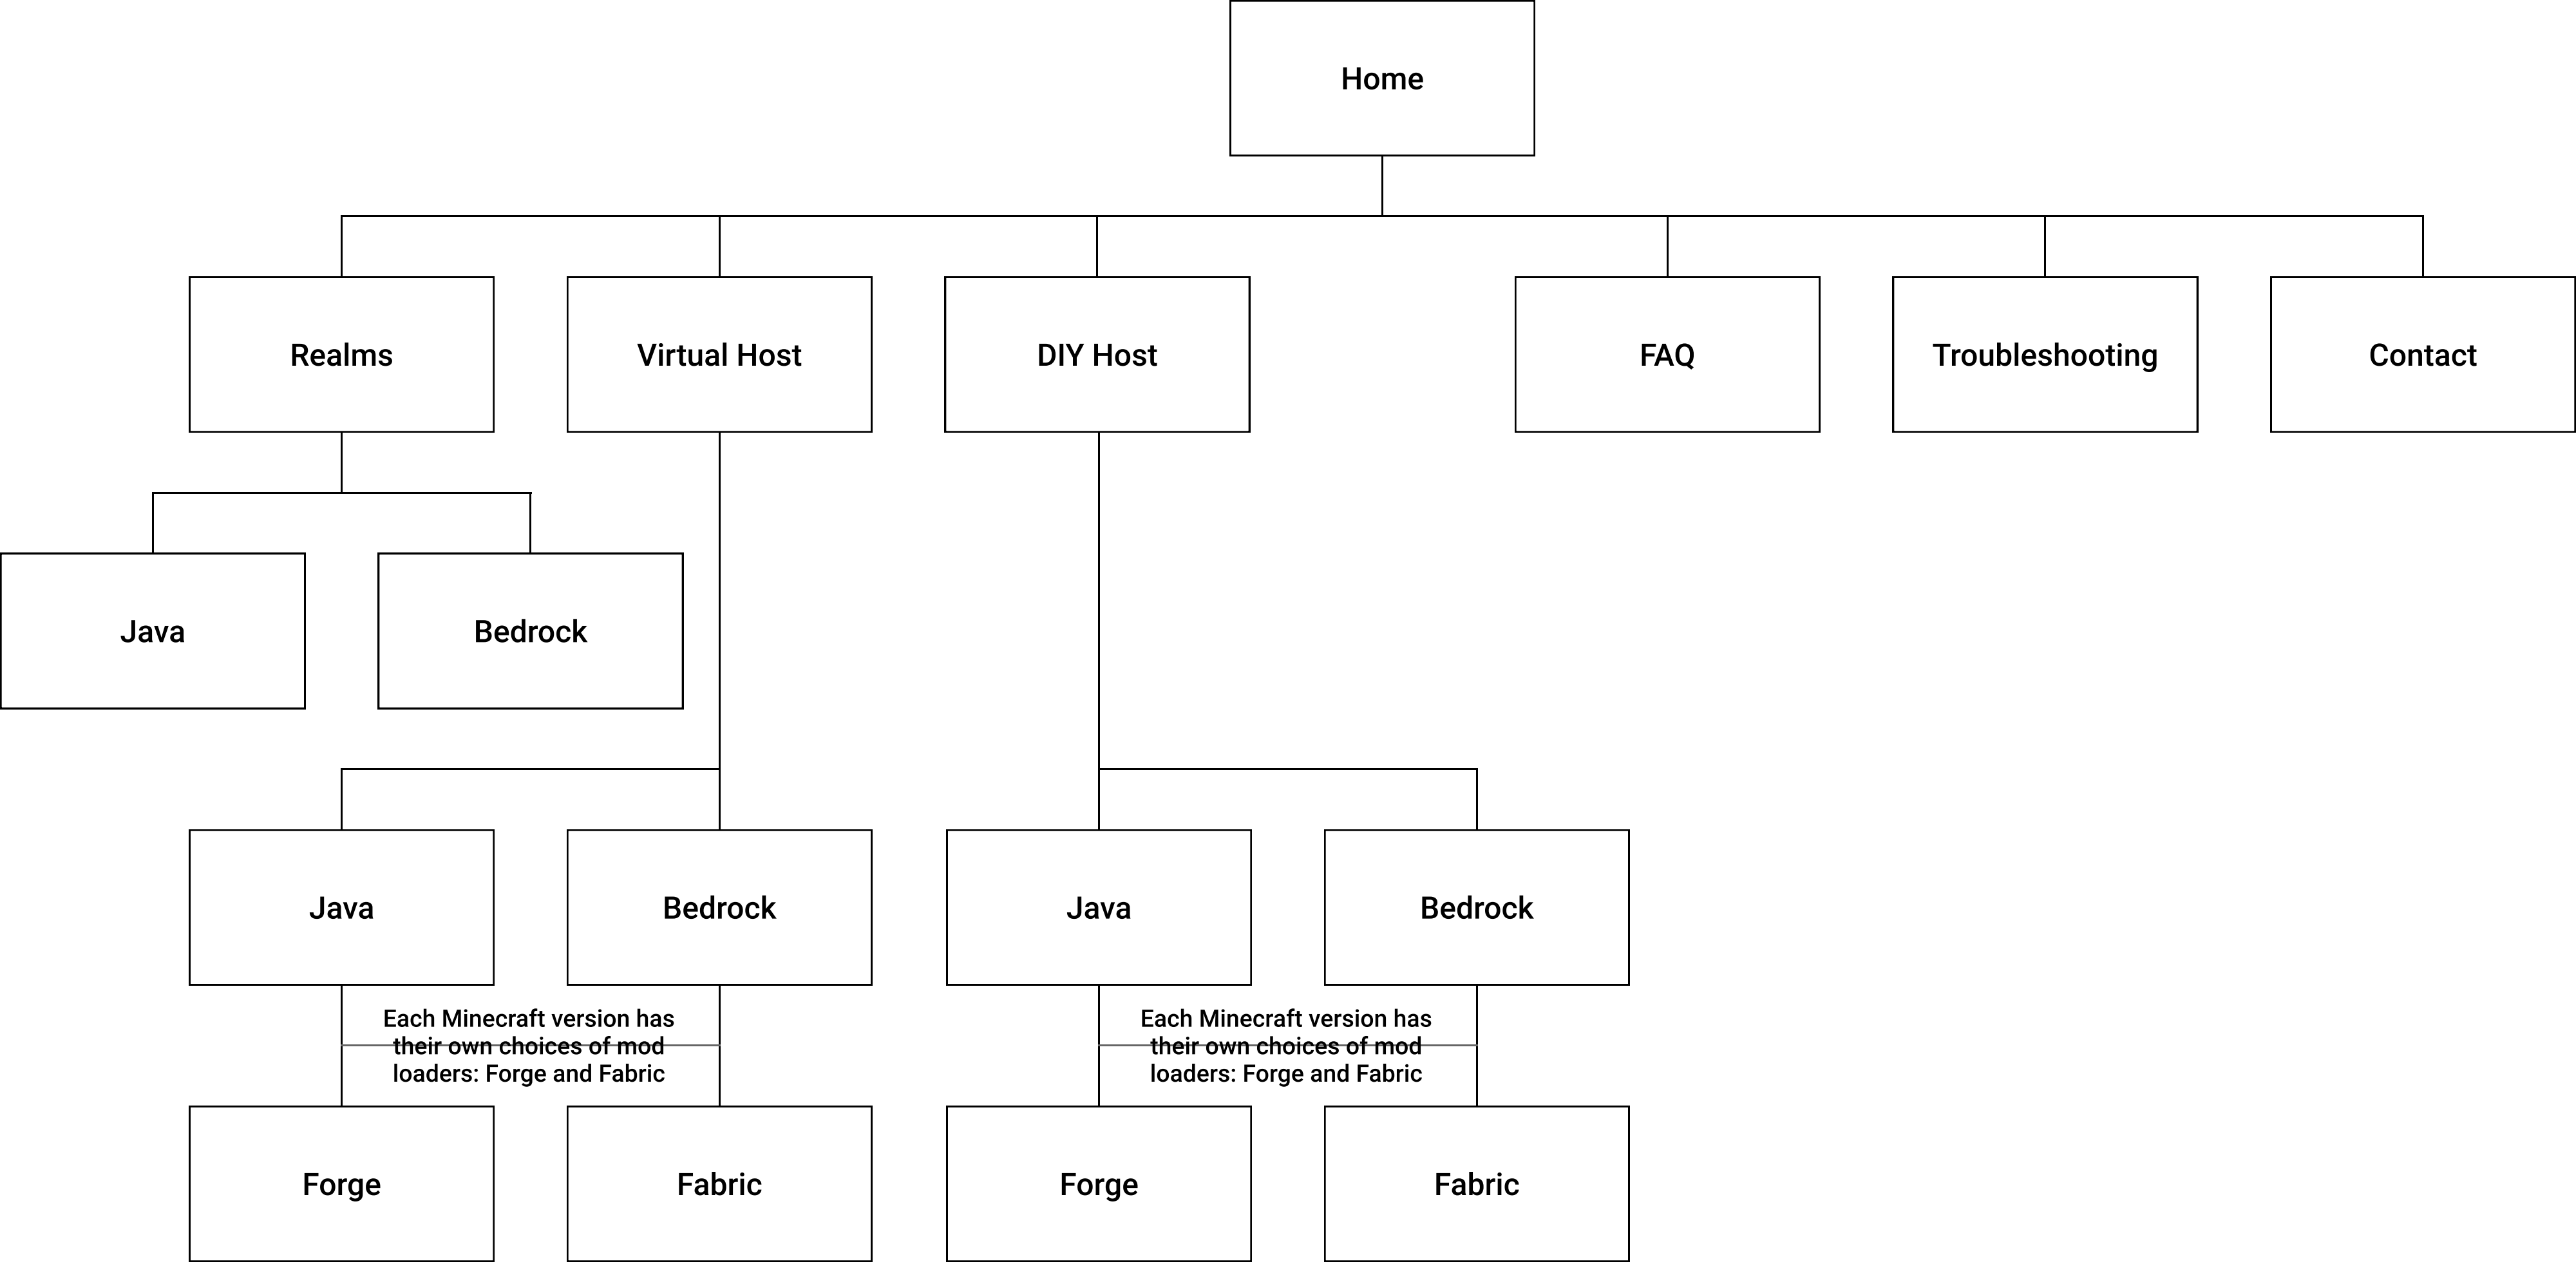 Home
Realms
Virtual Host
DIY Host
FAQ
Troubleshooting
Contact
Java
Bedrock
Java
Bedrock
Java
Bedrock
Each Minecraft version has
their own choices of mod
loaders: Forge and Fabric
Each Minecraft version has
their own choices of mod
loaders: Forge and Fabric
Forge
Fabric
Forge
Fabric